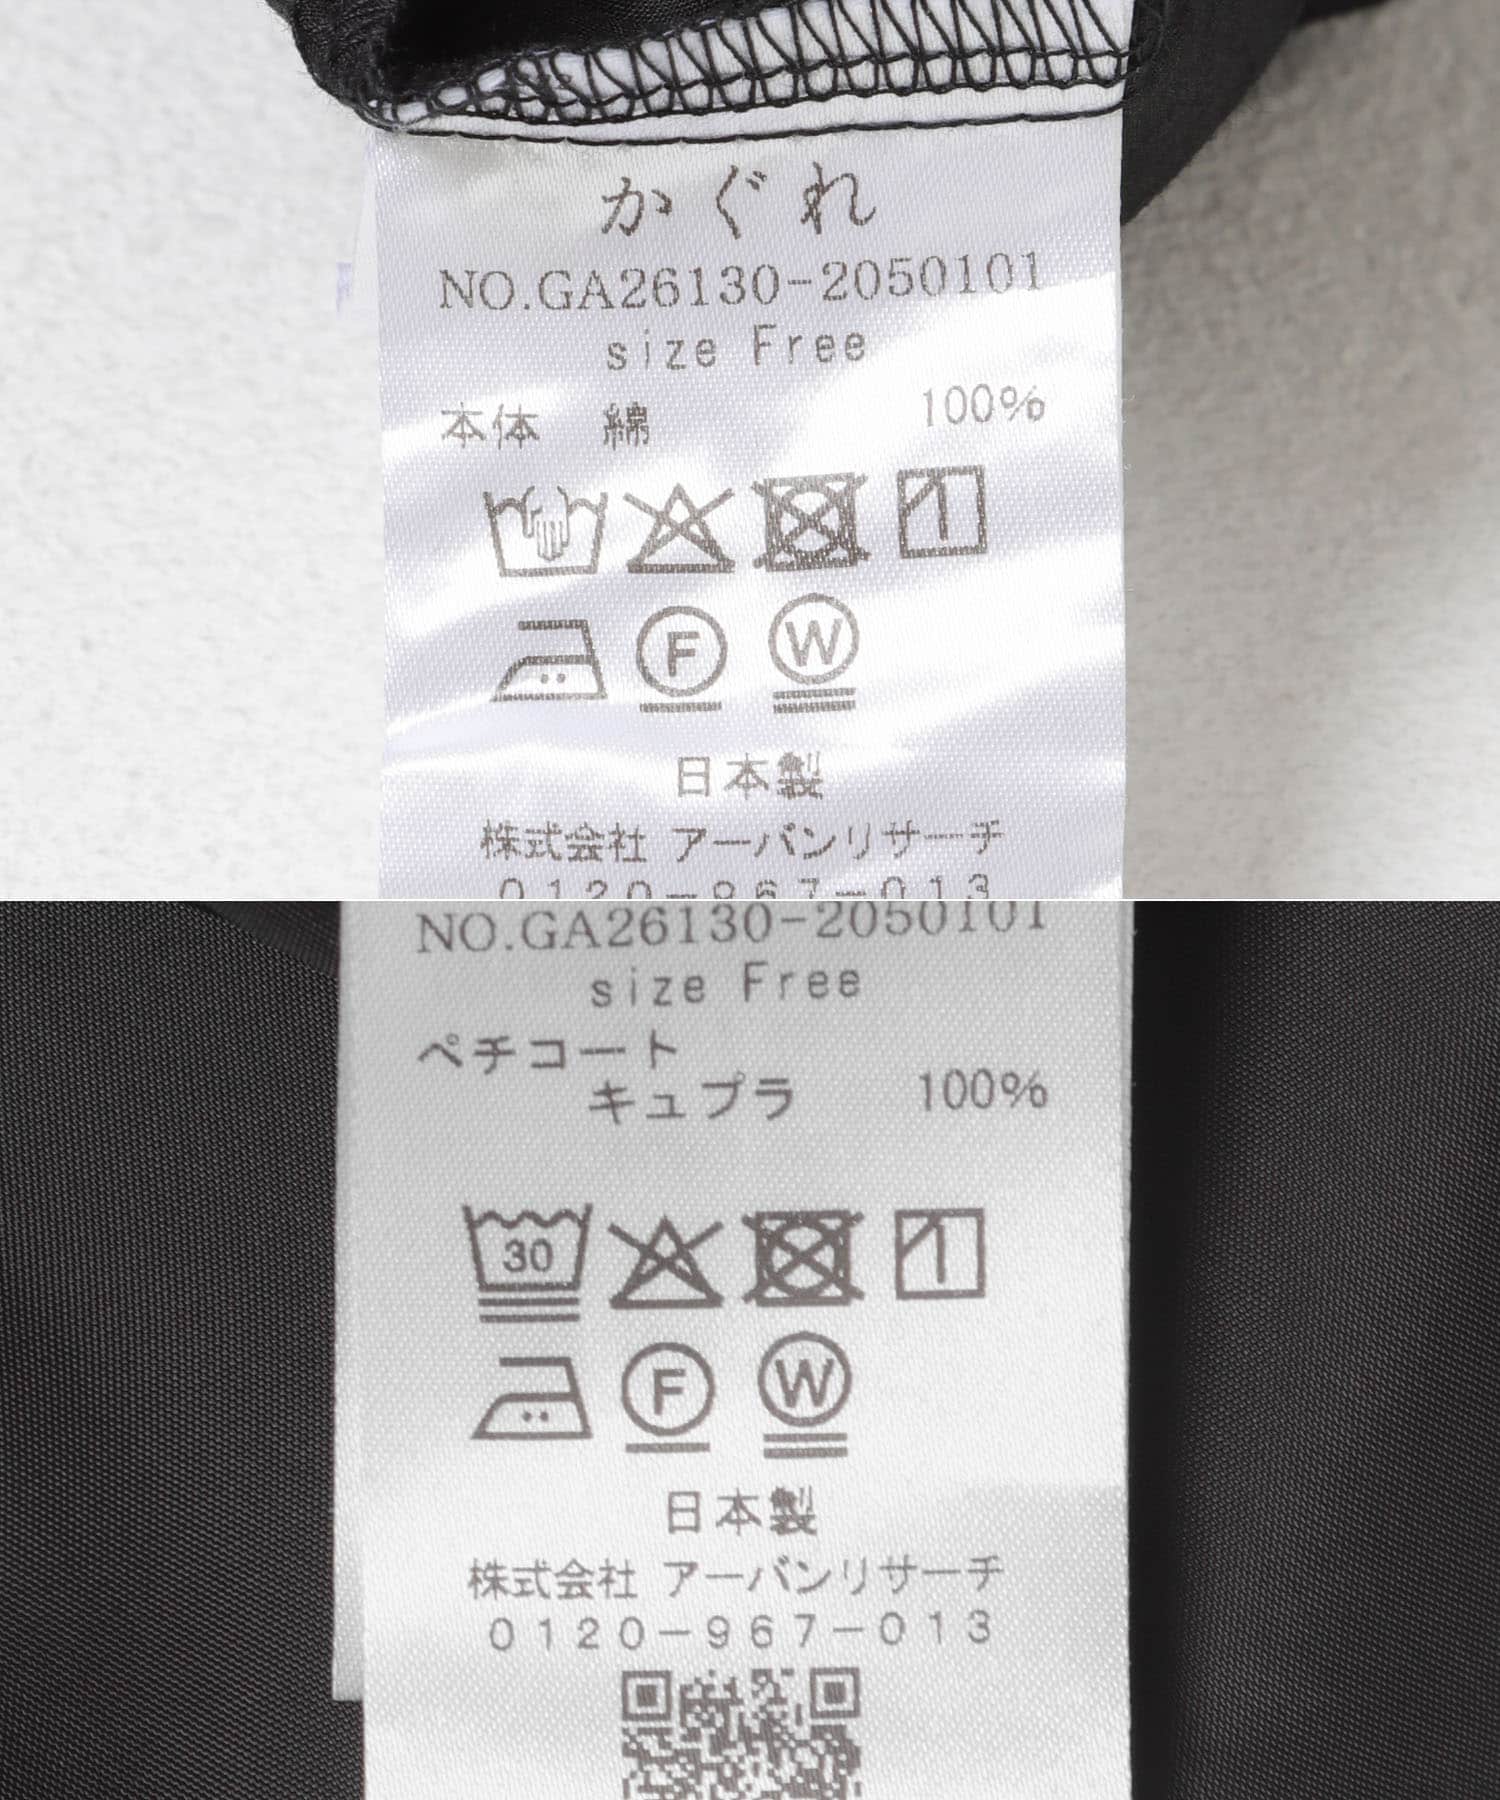 かぐれ
NO.GA26130-2050101
size Free
本体 綿 100%
F W
日本製
株式会社 アーバンリサーチ
0120-967-013
NO.GA26130-2050101
size Free
ペチコート
キュプラ 100%
30
F W
日本製
株式会社 アーバンリサーチ
0120-967-013